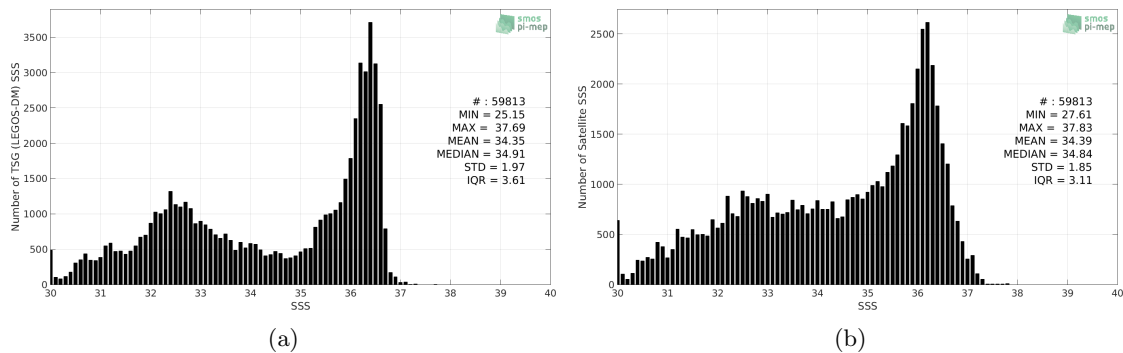 smos
pi-mep
Number of TSG (LEGOS-DM) SSS
3500
3000
2500
2000
1500
1000
500
0
# : 59813
MIN = 25.15
MAX = 37.69
MEAN = 34.35
MEDIAN = 34.91
STD = 1.97
IQR = 3.61
30 31 32 33 34 35 36 37 38 39 40
SSS
(a)
smos
pi-mep
Number of Satellite SSS
2500
2000
1500
1000
500
0
# : 59813
MIN = 27.61
MAX = 37.83
MEAN = 34.39
MEDIAN = 34.84
STD = 1.85
IQR = 3.11
30 31 32 33 34 35 36 37 38 39 40
SSS
(b)